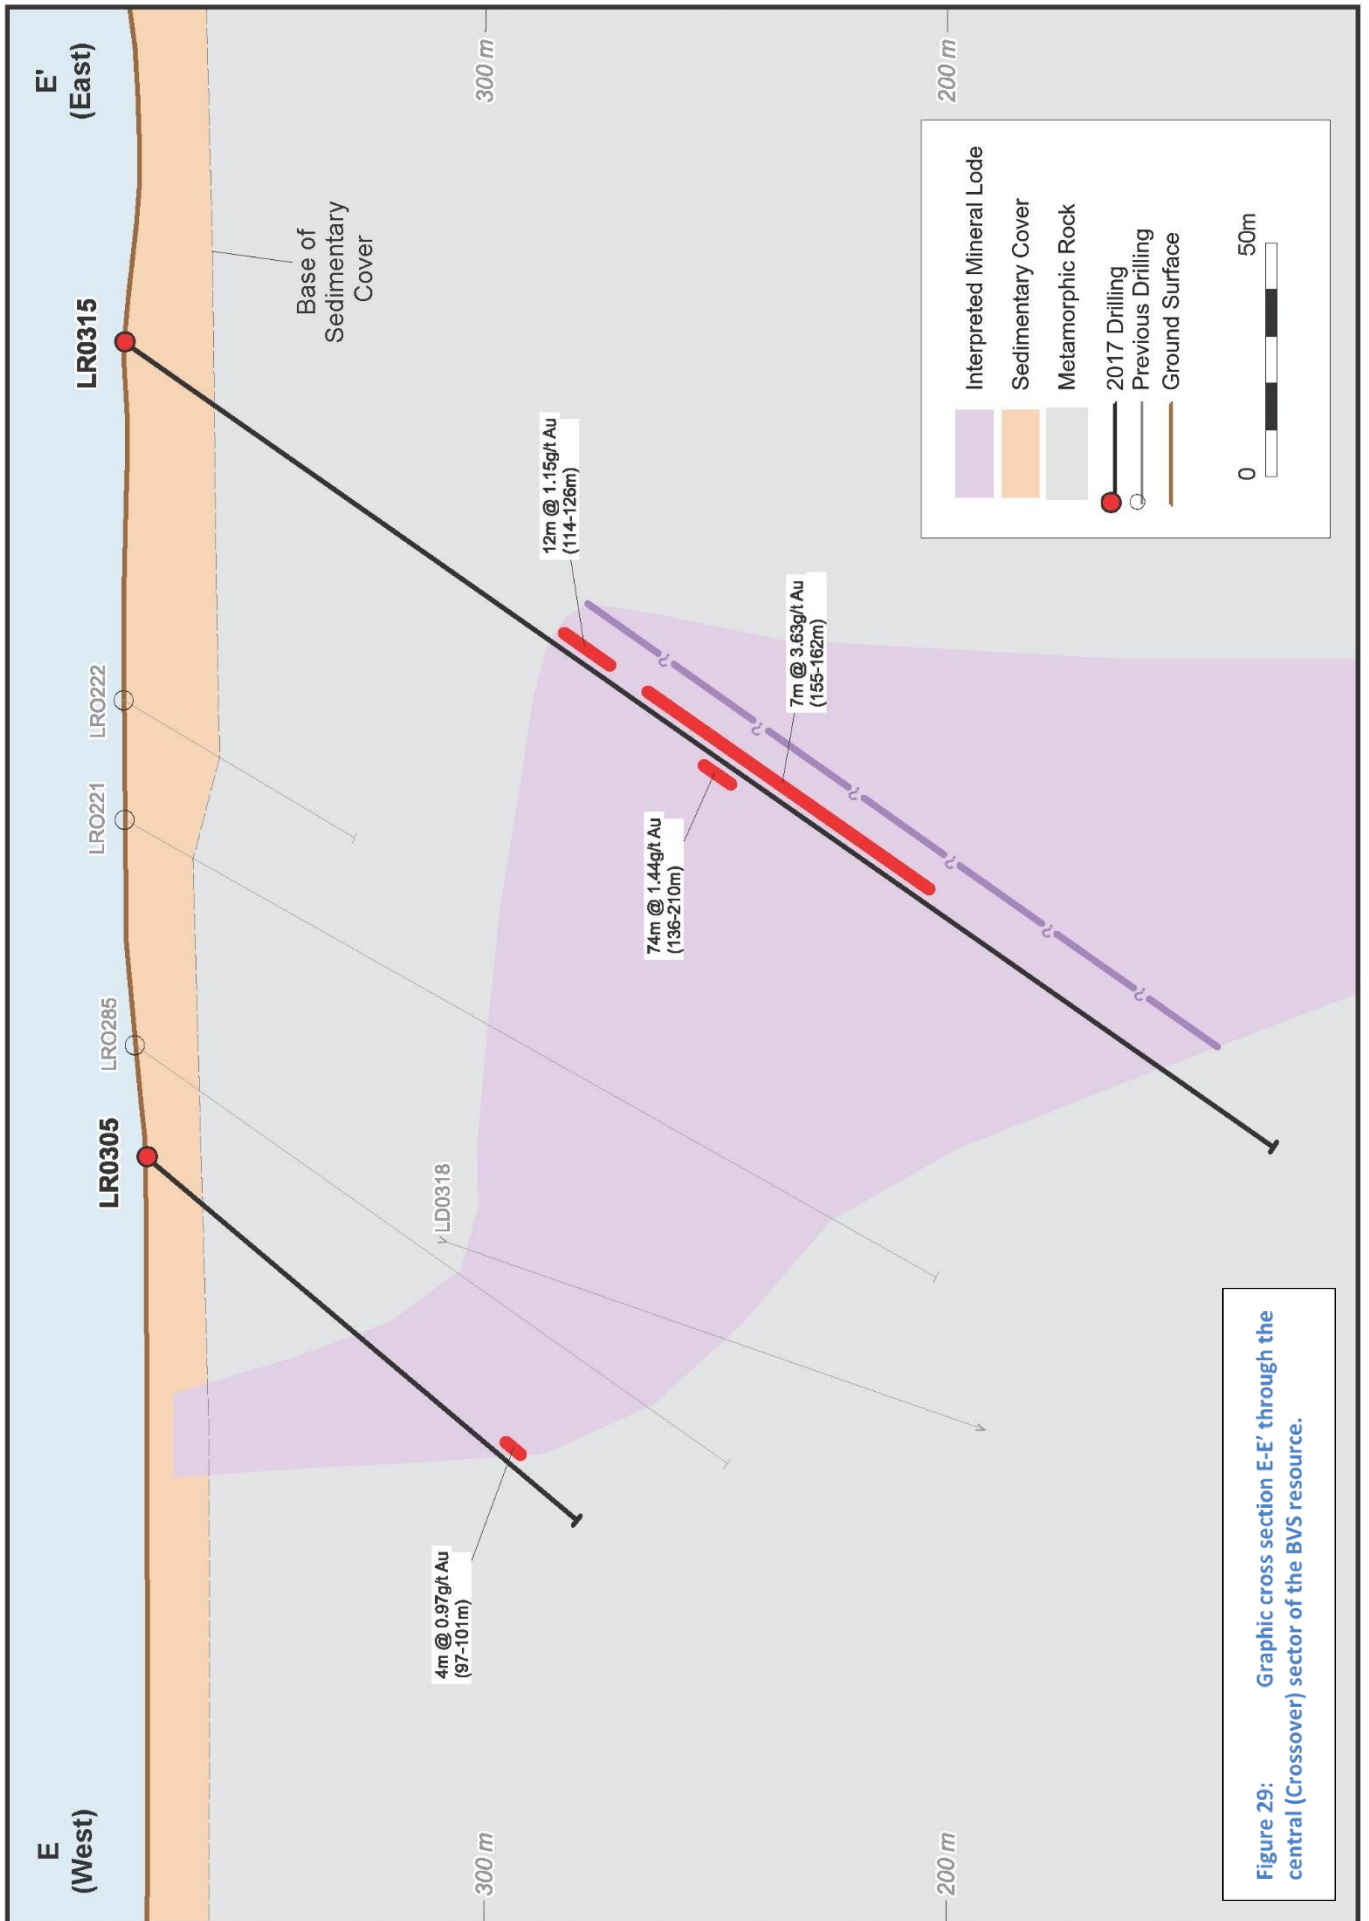 E
(West)
E'
(East)
LR0305
LRO285
LRO221
LRO222
LR0315
Base of
Sedimentary
Cover
LD0318
300 m
300 m
200 m
200 m
4m @ 0.97g/t Au
(97-101m)
74m @ 1.44g/t Au
(136-210m)
12m @ 1.15g/t Au
(114-126m)
7m @ 3.63g/t Au
(155-162m)
?
?
?
?
?
?
Interpreted Mineral Lode
Sedimentary Cover
Metamorphic Rock
2017 Drilling
Previous Drilling
Ground Surface
0
50m
Figure 29: Graphic cross section E-E’ through the
central (Crossover) sector of the BVS resource.